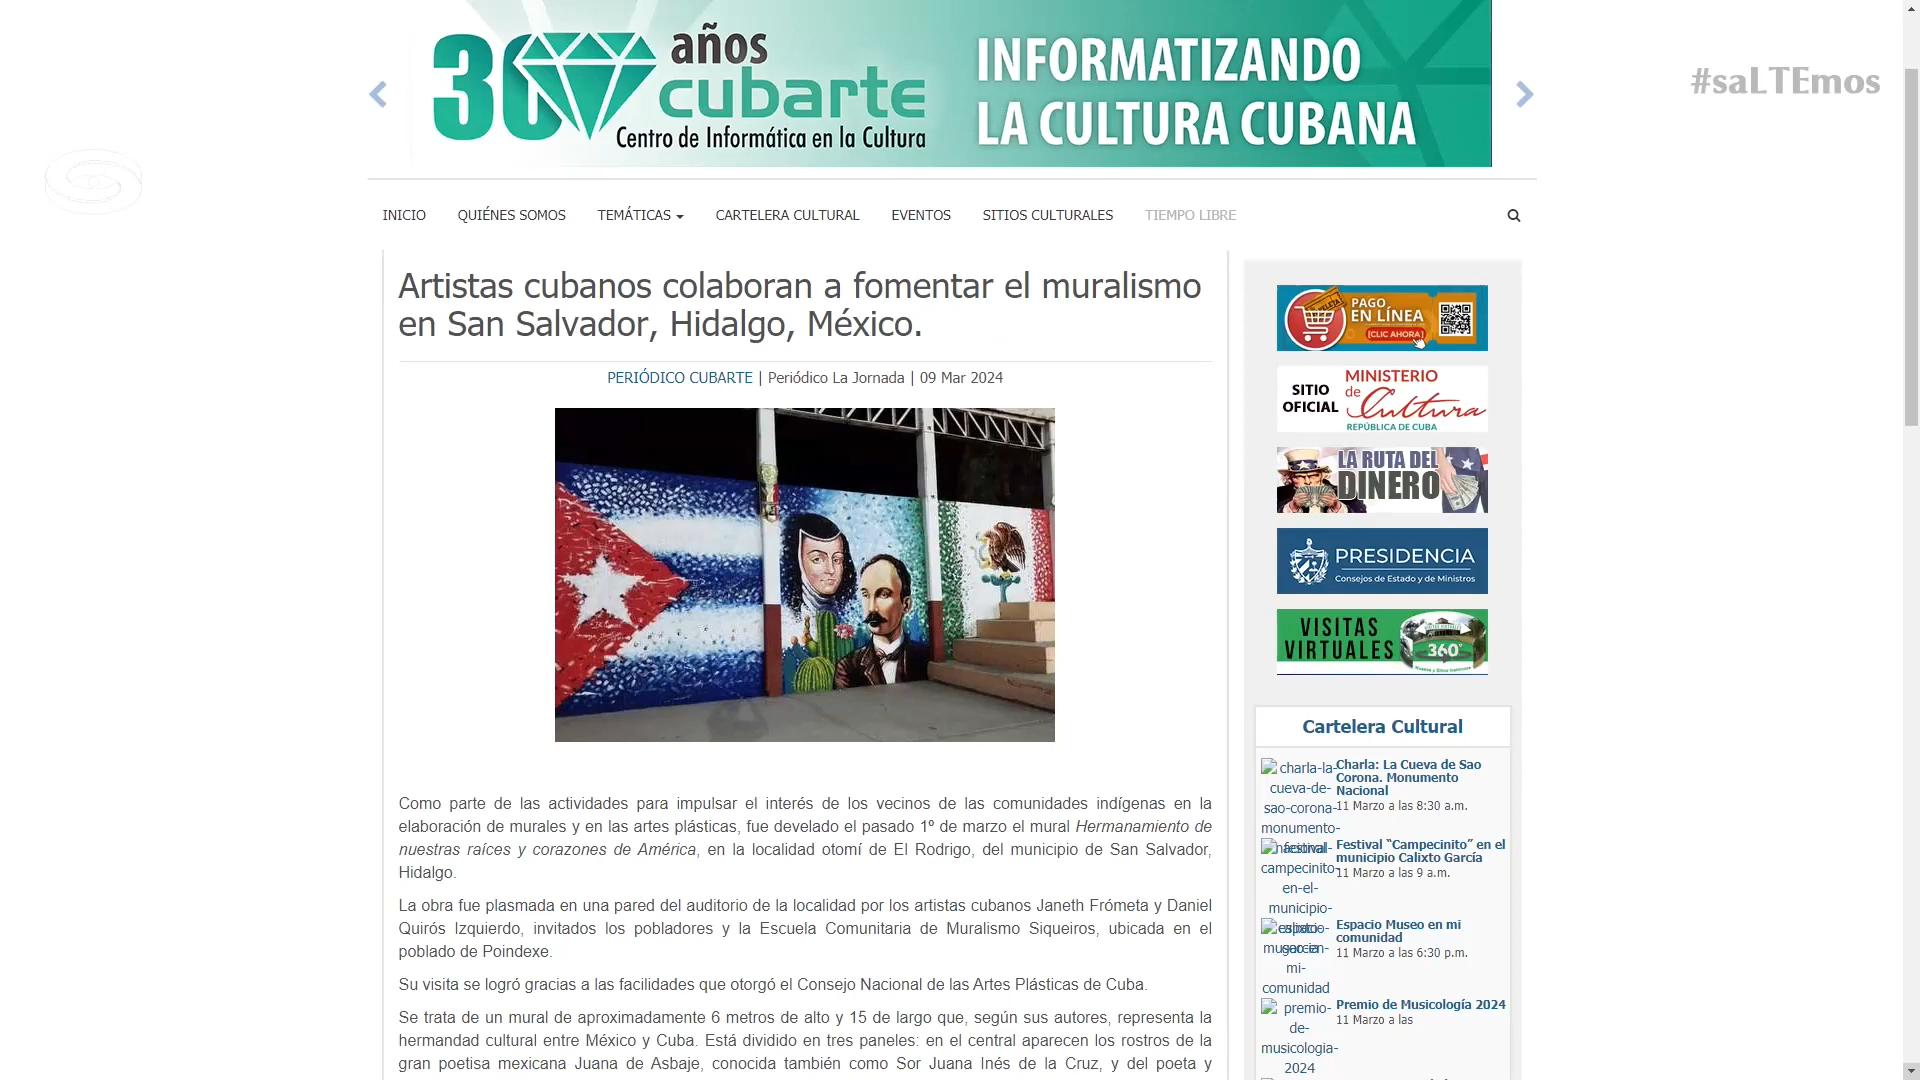 30 años
cubarte
Centro de Informática en la Cultura
INFORMATIZANDO
LA CULTURA CUBANA
#saLTEmos
INICIO QUIÉNES SOMOS TEMÁTICAS CARTELERA CULTURAL EVENTOS SITIOS CULTURALES TIEMPO LIBRE
Artistas cubanos colaboran a fomentar el muralismo
en San Salvador, Hidalgo, México.
PERIÓDICO CUBARTE | Periódico La Jornada | 09 Mar 2024
Como parte de las actividades para impulsar el interés de los vecinos de las comunidades indígenas en la
elaboración de murales y en las artes plásticas, fue develado el pasado 1º de marzo el mural Hermanamiento de
nuestras raíces y corazones de América, en la localidad otomí de El Rodrigo, del municipio de San Salvador,
Hidalgo.
La obra fue plasmada en una pared del auditorio de la localidad por los artistas cubanos Janeth Frómeta y Daniel
Quirós Izquierdo, invitados los pobladores y la Escuela Comunitaria de Muralismo Siqueiros, ubicada en el
poblado de Poindexe.
Su visita se logró gracias a las facilidades que otorgó el Consejo Nacional de las Artes Plásticas de Cuba.
Se trata de un mural de aproximadamente 6 metros de alto y 15 de largo que, según sus autores, representa la
hermandad cultural entre México y Cuba. Está dividido en tres paneles: en el central aparecen los rostros de la
gran poetisa mexicana Juana de Asbaje, conocida también como Sor Juana Inés de la Cruz, y del poeta y
PAGO
EN LÍNEA
[CLIC AHORA]
SITIO
OFICIAL
MINISTERIO
de Cultura
REPÚBLICA DE CUBA
LA RUTA DEL
DINERO
PRESIDENCIA
Consejos de Estado y de Ministros
VISITAS
VIRTUALES
360°
Cartelera Cultural
charla-la-
cueva-de-
sao-corona-
monumento-
nacional
Charla: La Cueva de Sao
Corona. Monumento
Nacional
11 Marzo a las 8:30 a.m.
festival-
campecinito-
en-el-
municipio-
calixto-
garcia
Festival “Campecinito” en el
municipio Calixto García
11 Marzo a las 9 a.m.
espacio-
museo-en-
mi-
comunidad
Espacio Museo en mi
comunidad
11 Marzo a las 6:30 p.m.
premio-
de-
musicologia-
2024
Premio de Musicología 2024
11 Marzo a las